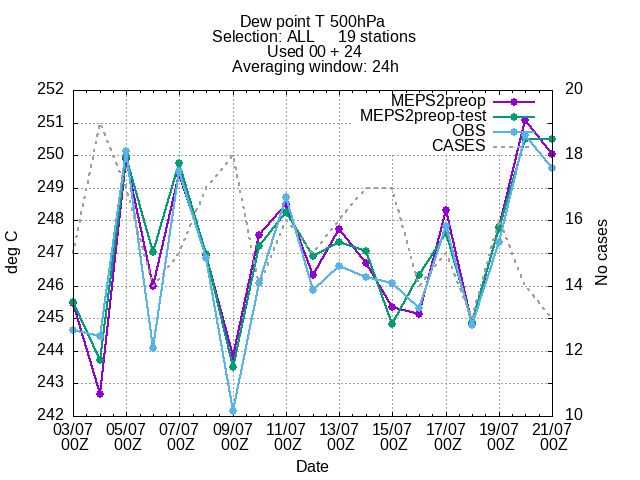 Dew point T 500hPa
Selection: ALL 19 stations
Used 00 + 24
Averaging window: 24h
MEPS2preop
MEPS2preop-test
OBS
CASES
252
251
250
249
248
247
246
245
244
243
242
deg C
20
18
16
14
12
10
No cases
03/07 05/07 07/07 09/07 11/07 13/07 15/07 17/07 19/07 21/07
00Z 00Z 00Z 00Z 00Z 00Z 00Z 00Z 00Z 00Z
Date